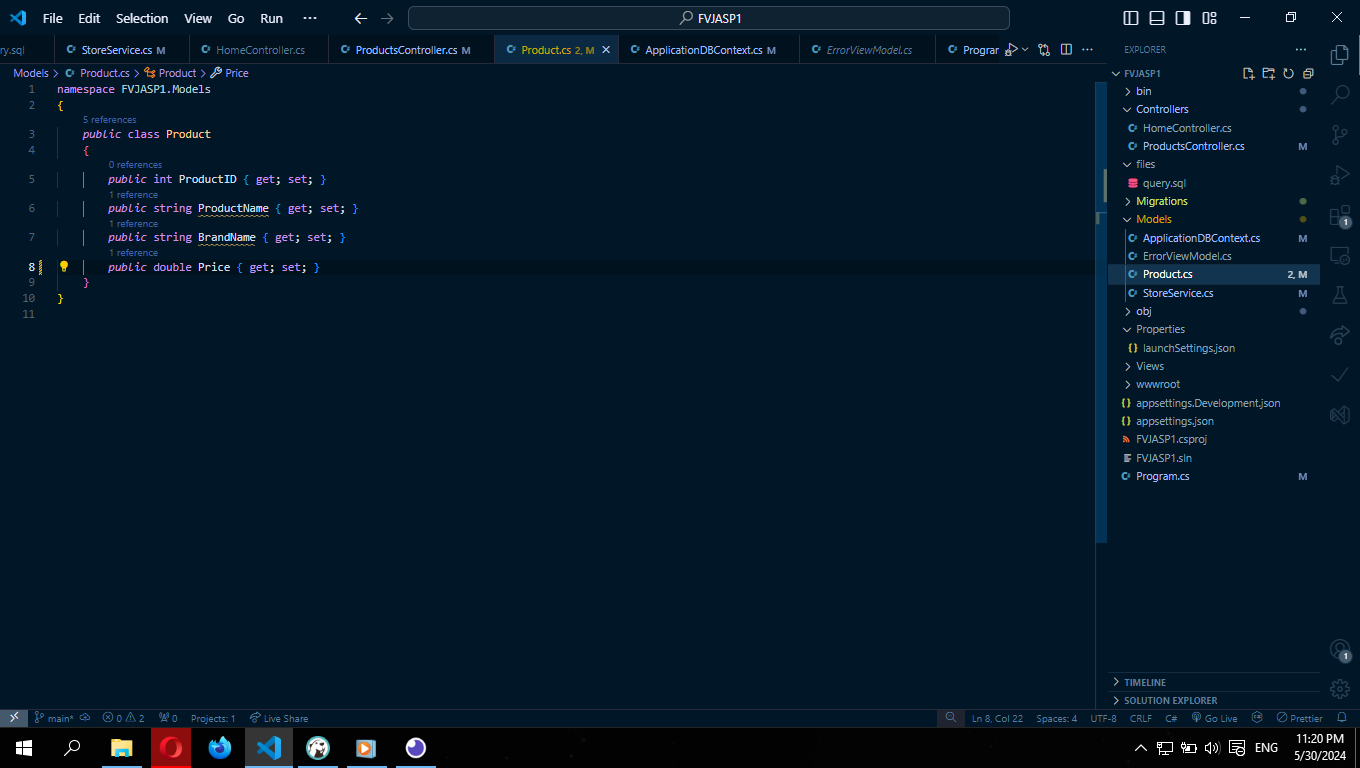 File Edit Selection View Go Run ··· FVJASP1
ry.sql StoreService.cs M HomeController.cs ProductsController.cs M Product.cs 2, M ApplicationDBContext.cs M ErrorViewModel.cs Progran
Models > Product.cs > Product > Price
1 namespace FVJASP1.Models
2 {
5 references
3 public class Product
4 {
0 references
5 public int ProductID { get; set; }
1 reference
6 public string ProductName { get; set; }
1 reference
7 public string BrandName { get; set; }
1 reference
8 public double Price { get; set; }
9 }
10 }
11
EXPLORER
FVJASP1
bin
Controllers
HomeController.cs
ProductsController.cs M
files
query.sql
Migrations
Models
ApplicationDBContext.cs M
ErrorViewModel.cs
Product.cs 2, M
StoreService.cs M
obj
Properties
launchSettings.json
Views
wwwroot
appsettings.Development.json
appsettings.json
FVJASP1.csproj
FVJASP1.sln
Program.cs M
TIMELINE
SOLUTION EXPLORER
1
1
main* 0 2 0 Projects: 1 Live Share Ln 8, Col 22 Spaces: 4 UTF-8 CRLF C# Go Live Prettier
ENG 11:20 PM
5/30/2024